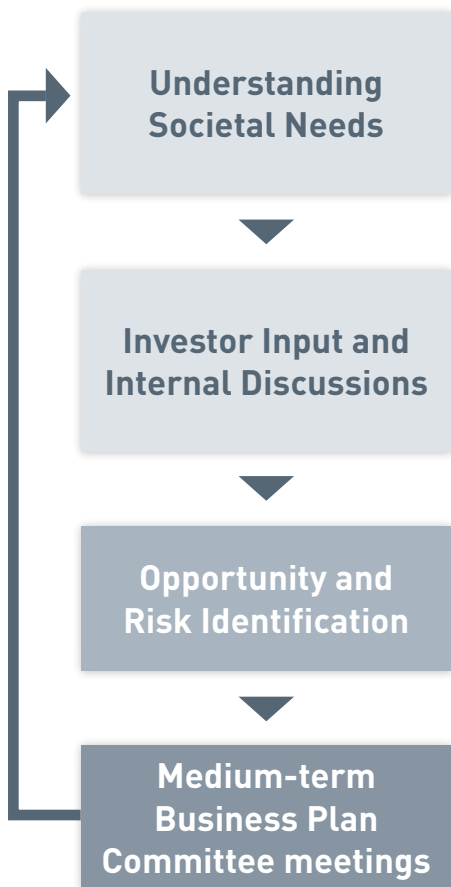 Understanding
Societal Needs
Investor Input and
Internal Discussions
Opportunity and
Risk Identification
Medium-term
Business Plan
Committee meetings